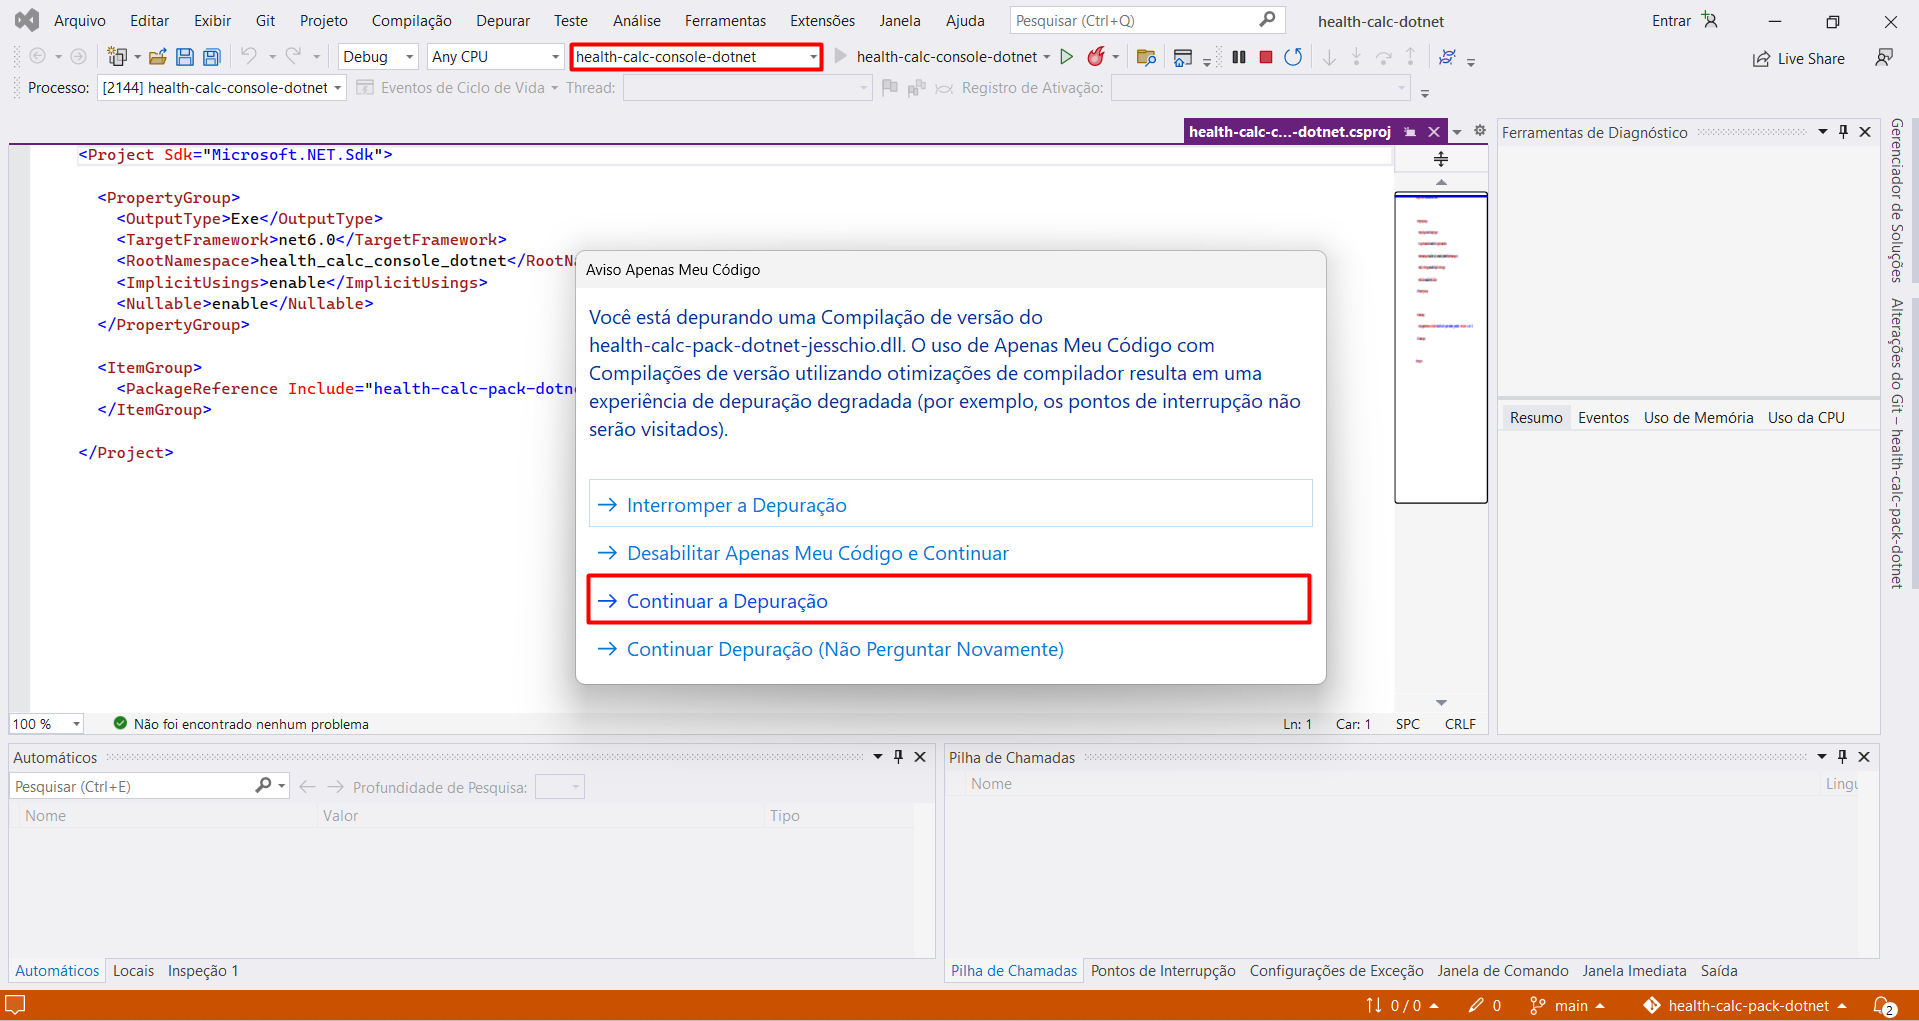 Arquivo Editar Exibir Git Projeto Compilação Depurar Teste Análise Ferramentas Extensões Janela Ajuda Pesquisar (Ctrl+Q) health-calc-dotnet Entrar
Debug Any CPU health-calc-console-dotnet health-calc-console-dotnet Live Share
Processo: [2144] health-calc-console-dotnet Eventos de Ciclo de Vida Thread: Registro de Ativação:
health-calc-c...-dotnet.csproj
<Project Sdk="Microsoft.NET.Sdk">
<PropertyGroup>
<OutputType>Exe</OutputType>
<TargetFramework>net6.0</TargetFramework>
<RootNamespace>health_calc_console_dotnet</RootNa
<ImplicitUsings>enable</ImplicitUsings>
<Nullable>enable</Nullable>
</PropertyGroup>
<ItemGroup>
<PackageReference Include="health-calc-pack-dotne
</ItemGroup>
</Project>
Aviso Apenas Meu Código
Você está depurando uma Compilação de versão do
health-calc-pack-dotnet-jesschio.dll. O uso de Apenas Meu Código com
Compilações de versão utilizando otimizações de compilador resulta em uma
experiência de depuração degradada (por exemplo, os pontos de interrupção não
serão visitados).
Interromper a Depuração
Desabilitar Apenas Meu Código e Continuar
Continuar a Depuração
Continuar Depuração (Não Perguntar Novamente)
Ferramentas de Diagnóstico
Resumo Eventos Uso de Memória Uso da CPU
Gerenciador de Soluções
Alterações do Git – health-calc-pack-dotnet
100 % Não foi encontrado nenhum problema Ln: 1 Car: 1 SPC CRLF
Automáticos
Pesquisar (Ctrl+E) Profundidade de Pesquisa:
Nome Valor Tipo
Automáticos Locais Inspeção 1
Pilha de Chamadas
Nome Lingu
Pilha de Chamadas Pontos de Interrupção Configurações de Exceção Janela de Comando Janela Imediata Saída
0 / 0 0 main health-calc-pack-dotnet 2